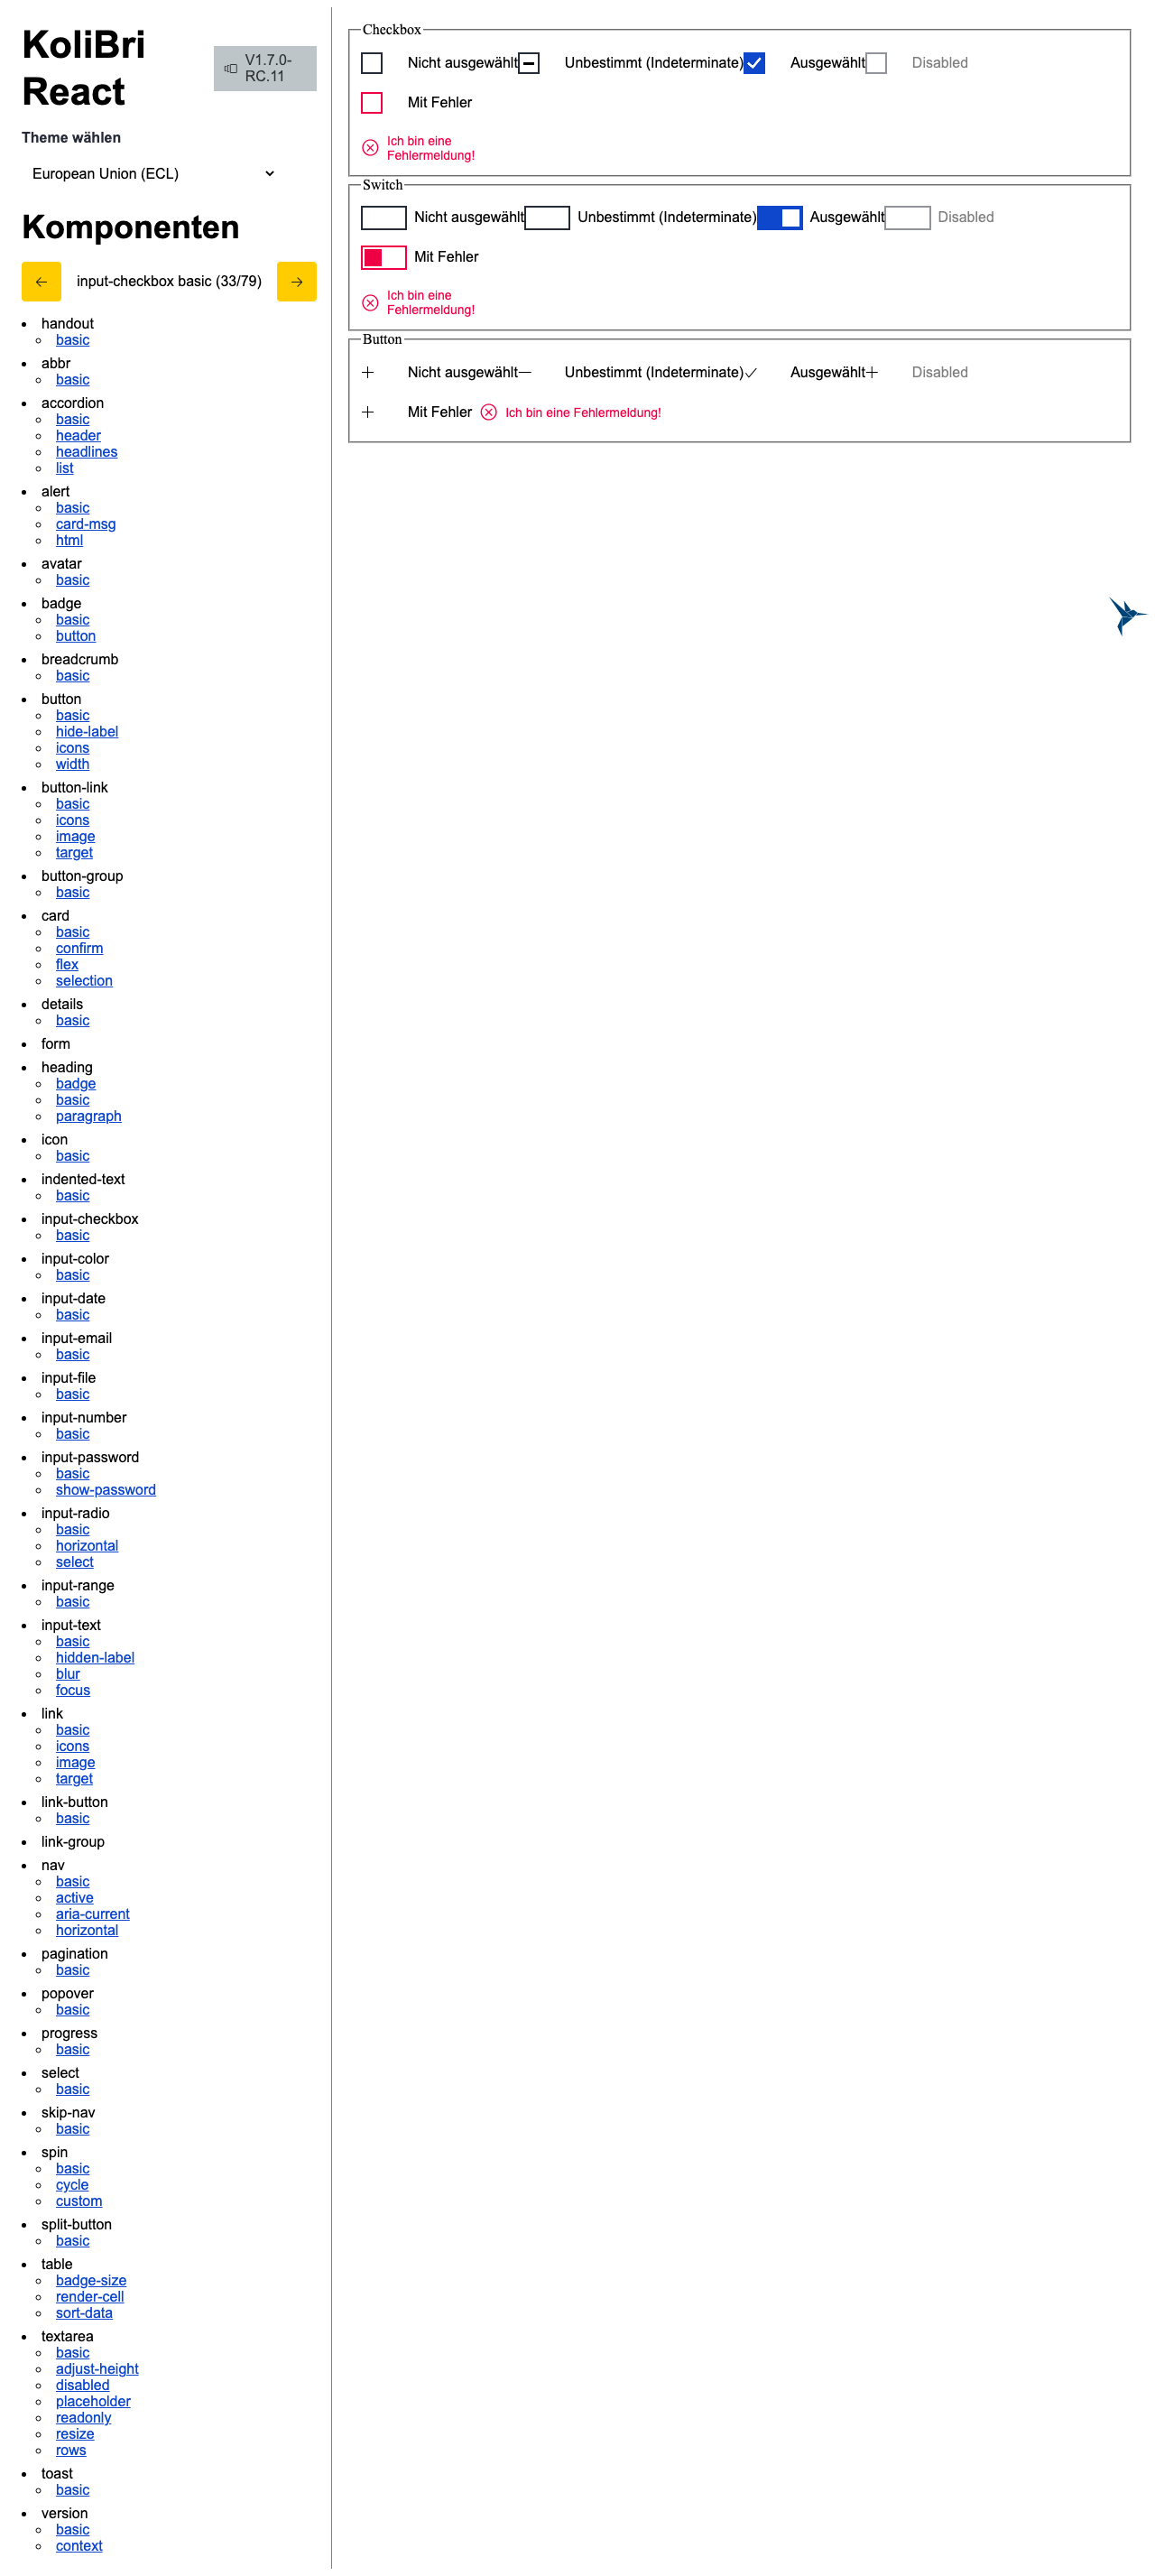 KoliBri
React
V1.7.0-
RC.11
Theme wählen
European Union (ECL)
Komponenten
input-checkbox basic (33/79)
handout
basic
abbr
basic
accordion
basic
header
headlines
list
alert
basic
card-msg
html
avatar
basic
badge
basic
button
breadcrumb
basic
button
basic
hide-label
icons
width
button-link
basic
icons
image
target
button-group
basic
card
basic
confirm
flex
selection
details
basic
form
heading
badge
basic
paragraph
icon
basic
indented-text
basic
input-checkbox
basic
input-color
basic
input-date
basic
input-email
basic
input-file
basic
input-number
basic
input-password
basic
show-password
input-radio
basic
horizontal
select
input-range
basic
input-text
basic
hidden-label
blur
focus
link
basic
icons
image
target
link-button
basic
link-group
nav
basic
active
aria-current
horizontal
pagination
basic
popover
basic
progress
basic
select
basic
skip-nav
basic
spin
basic
cycle
custom
split-button
basic
table
badge-size
render-cell
sort-data
textarea
basic
adjust-height
disabled
placeholder
readonly
resize
rows
toast
basic
version
basic
context
Checkbox
Nicht ausgewählt Unbestimmt (Indeterminate) Ausgewählt Disabled
Mit Fehler
Ich bin eine
Fehlermeldung!
Switch
Nicht ausgewählt Unbestimmt (Indeterminate) Ausgewählt Disabled
Mit Fehler
Ich bin eine
Fehlermeldung!
Button
Nicht ausgewählt Unbestimmt (Indeterminate) Ausgewählt Disabled
Mit Fehler Ich bin eine Fehlermeldung!